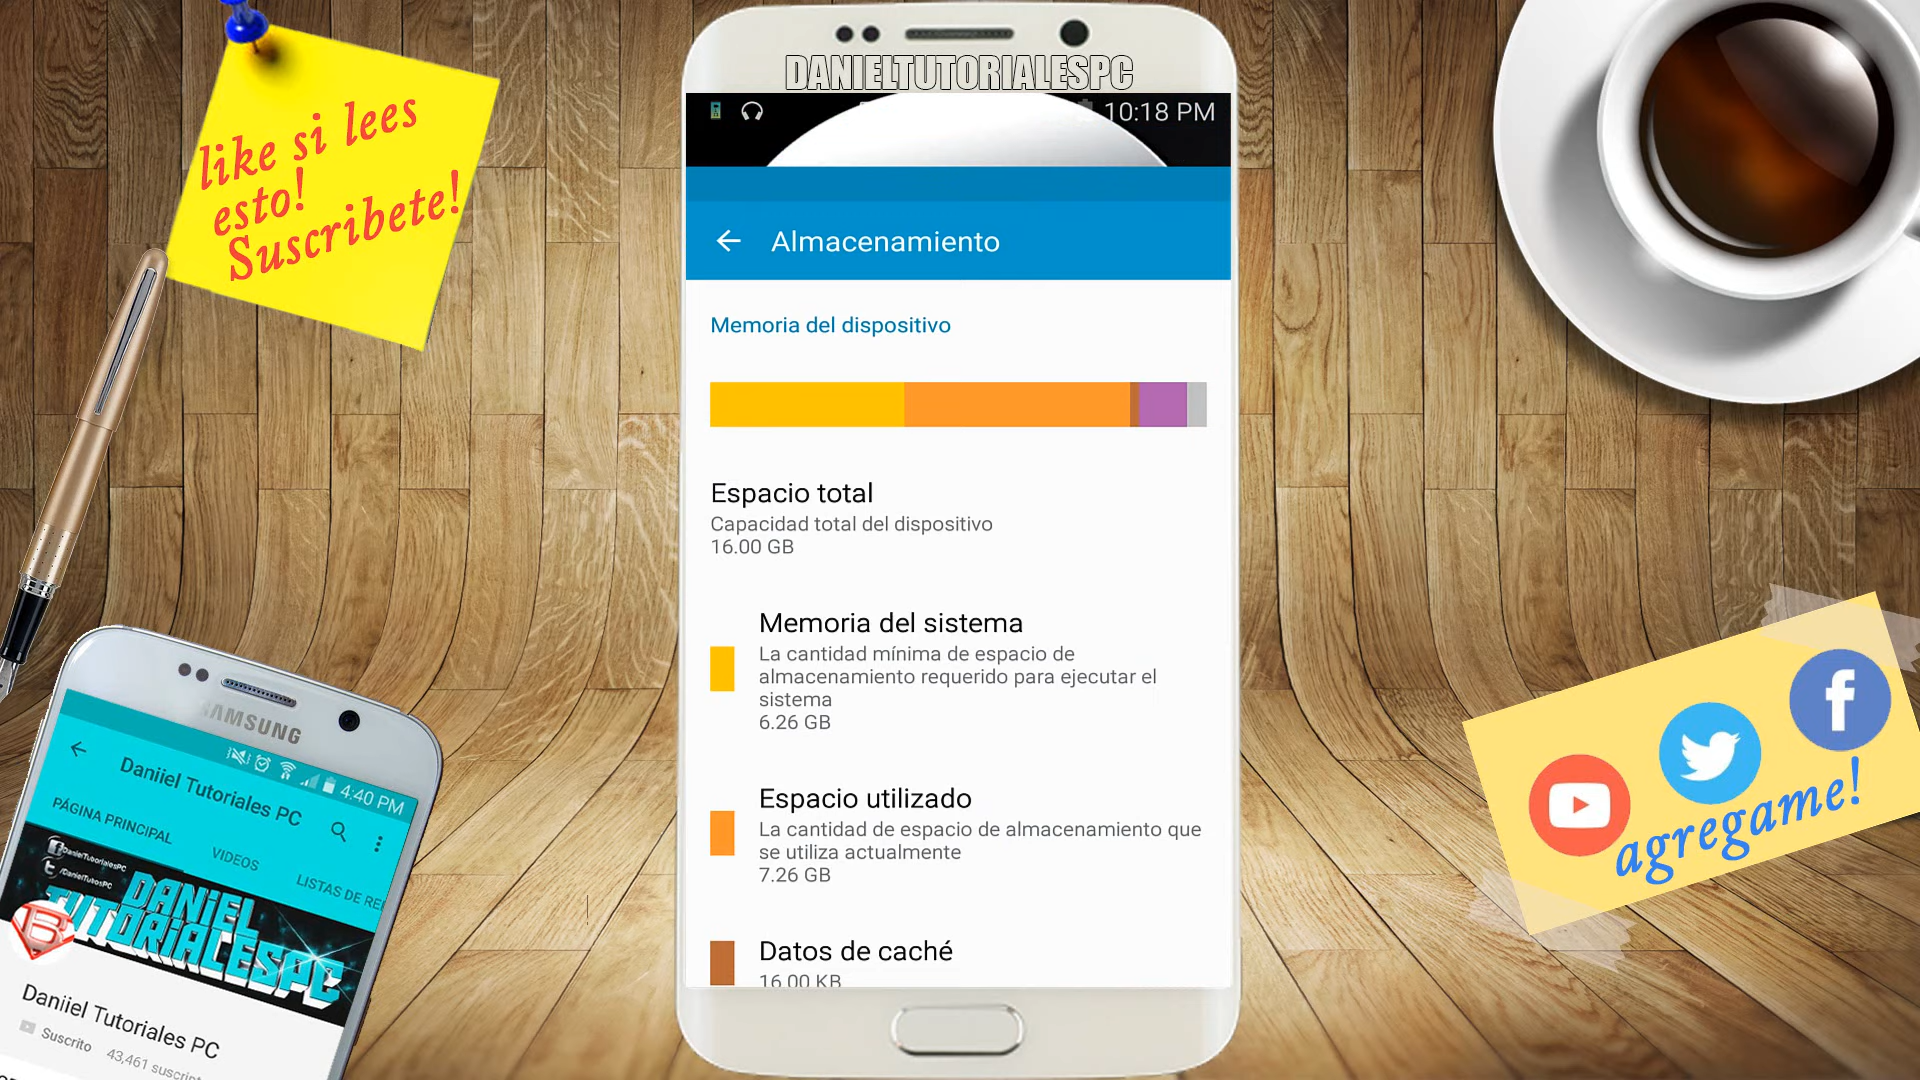 like si lees
esto!
Suscribete!
DANIELTUTORIALESPC
10:18 PM
Almacenamiento
Memoria del dispositivo
Espacio total
Capacidad total del dispositivo
16.00 GB
Memoria del sistema
La cantidad mínima de espacio de
almacenamiento requerido para ejecutar el
sistema
6.26 GB
Espacio utilizado
La cantidad de espacio de almacenamiento que
se utiliza actualmente
7.26 GB
Datos de caché
16.00 KB
SAMSUNG
4:40 PM
Daniiel Tutoriales PC
PÁGINA PRINCIPAL
VIDEOS
LISTAS DE RE
/DanielTutorialesPC
/DanielTutosPC
DANiEL
TUTORiALESPC
Daniiel Tutoriales PC
Suscrito
43,461 suscript
agregame!